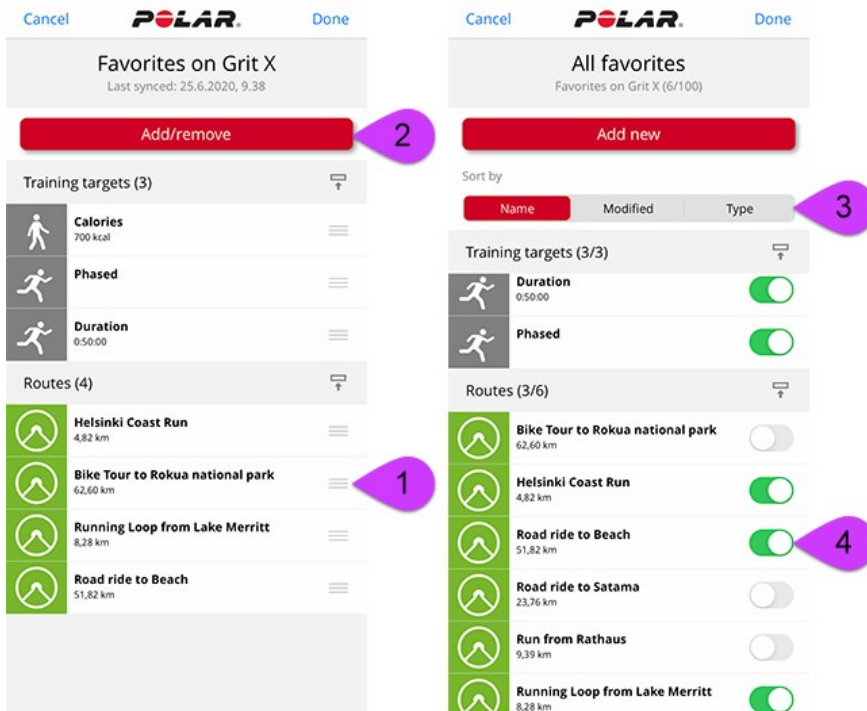 Cancel
POLAR.
Done
Favorites on Grit X
Last synced: 25.6.2020, 9.38
Add/remove
2
Training targets (3)
Calories
700 kcal
Phased
Duration
0:50:00
Routes (4)
Helsinki Coast Run
4,82 km
Bike Tour to Rokua national park
62,60 km
1
Running Loop from Lake Merritt
8,28 km
Road ride to Beach
51,82 km
Cancel
POLAR.
Done
All favorites
Favorites on Grit X (6/100)
Add new
Sort by
Name Modified Type
3
Training targets (3/3)
Duration
0:50:00
Phased
Routes (3/6)
Bike Tour to Rokua national park
62,60 km
Helsinki Coast Run
4,82 km
Road ride to Beach
51,82 km
4
Road ride to Satama
23,76 km
Run from Rathaus
9,39 km
Running Loop from Lake Merritt
8,28 km